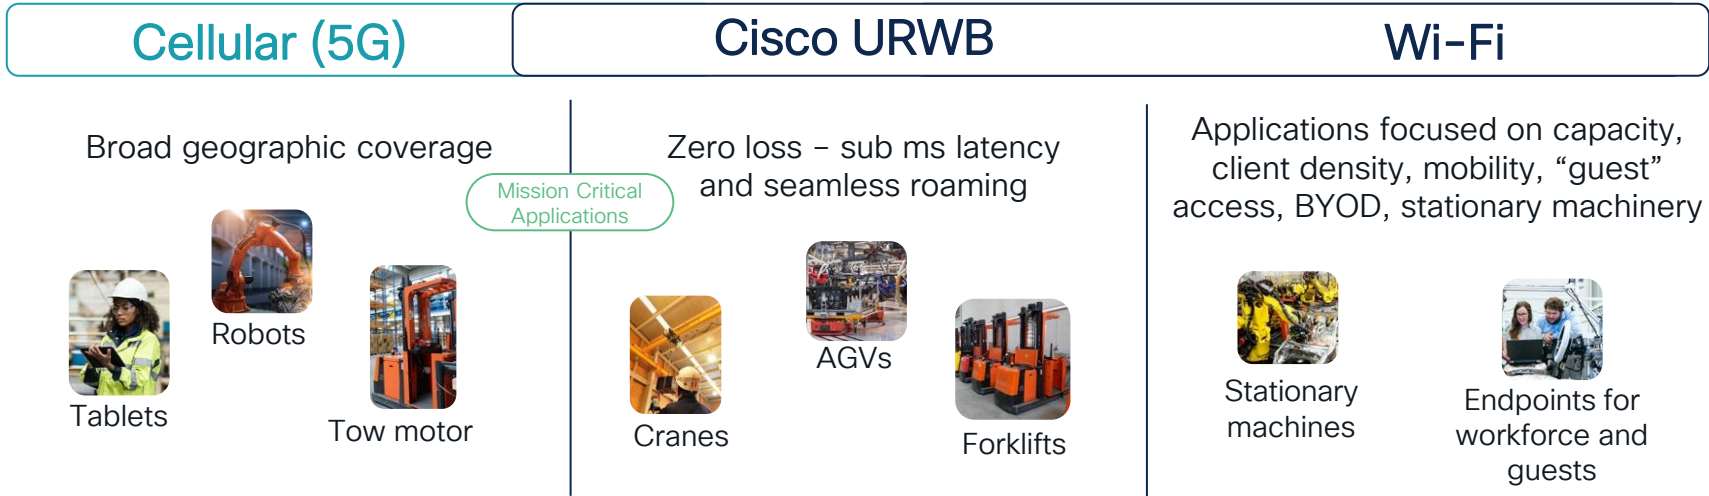 Cellular (5G)
Cisco URWB
Wi-Fi
Broad geographic coverage
Mission Critical
Applications
Tablets
Robots
Tow motor
Zero loss – sub ms latency
and seamless roaming
Cranes
AGVs
Forklifts
Applications focused on capacity,
client density, mobility, “guest”
access, BYOD, stationary machinery
Stationary
machines
Endpoints for
workforce and
guests